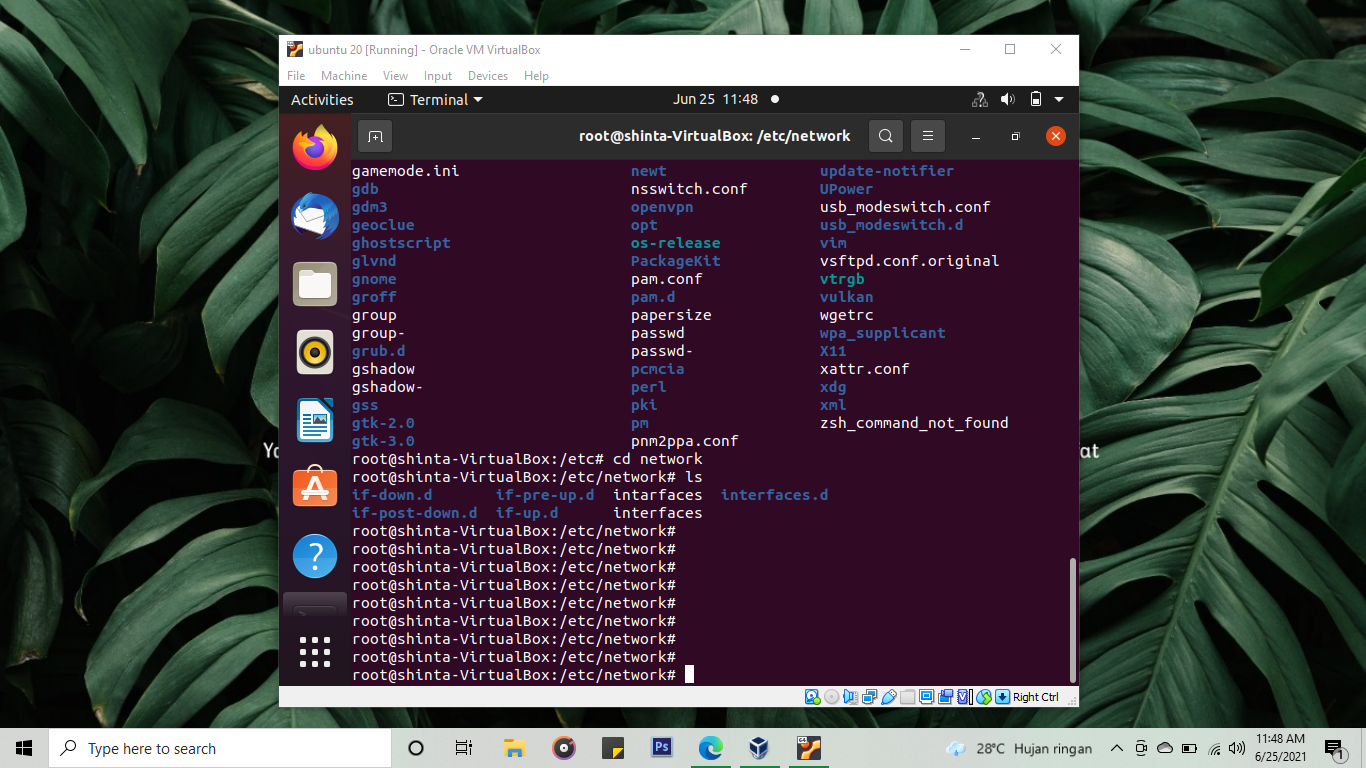 ubuntu 20 [Running] - Oracle VM VirtualBox
File Machine View Input Devices Help
Activities Terminal Jun 25 11:48
root@shinta-VirtualBox: /etc/network
gamemode.ini newt update-notifier
gdb nsswitch.conf UPower
gdm3 openvpn usb_modeswitch.conf
geoclue opt usb_modeswitch.d
ghostscript os-release vim
glvnd PackageKit vsftpd.conf.original
gnome pam.conf vtrgb
groff pam.d vulkan
group papersize wgetrc
group- passwd wpa_supplicant
grub.d passwd- X11
gshadow pcmcia xattr.conf
gshadow- perl xdg
gss pki xml
gtk-2.0 pm zsh_command_not_found
gtk-3.0 pnm2ppa.conf
root@shinta-VirtualBox:/etc# cd network
root@shinta-VirtualBox:/etc/network# ls
if-down.d if-pre-up.d intarfaces interfaces.d
if-post-down.d if-up.d interfaces
root@shinta-VirtualBox:/etc/network#
root@shinta-VirtualBox:/etc/network#
root@shinta-VirtualBox:/etc/network#
root@shinta-VirtualBox:/etc/network#
root@shinta-VirtualBox:/etc/network#
root@shinta-VirtualBox:/etc/network#
root@shinta-VirtualBox:/etc/network#
root@shinta-VirtualBox:/etc/network#
root@shinta-VirtualBox:/etc/network#
Right Ctrl
Type here to search
Ps
28°C Hujan ringan
11:48 AM
6/25/2021
1